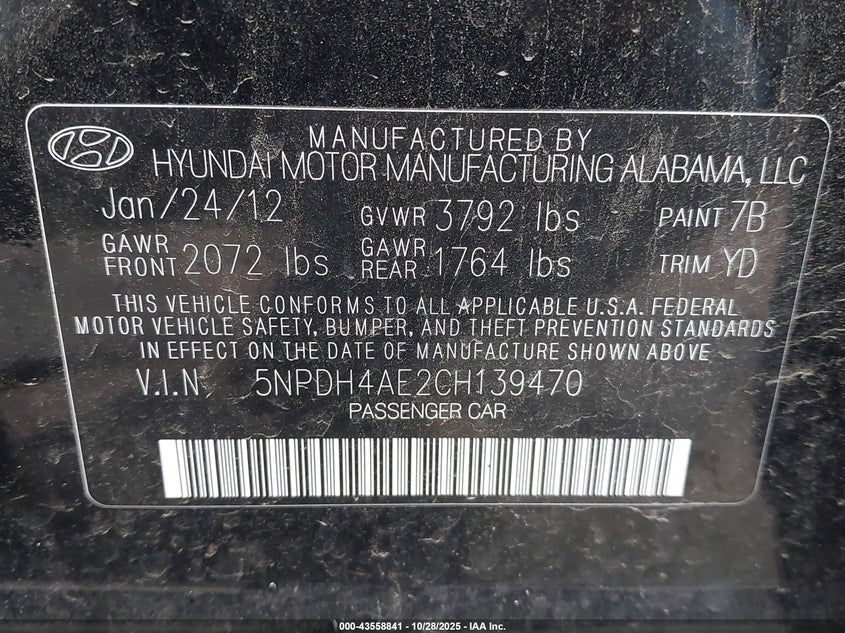 MANUFACTURED BY
HYUNDAI MOTOR MANUFACTURING ALABAMA, LLC
Jan/24/12 GVWR 3792 lbs PAINT 7B
GAWR FRONT 2072 lbs GAWR REAR 1764 lbs TRIM YD
THIS VEHICLE CONFORMS TO ALL APPLICABLE U.S.A. FEDERAL
MOTOR VEHICLE SAFETY, BUMPER, AND THEFT PREVENTION STANDARDS
IN EFFECT ON THE DATE OF MANUFACTURE SHOWN ABOVE
V.I.N. 5NPDH4AE2CH139470
PASSENGER CAR
000-43558841 - 10/28/2025 - IAA Inc.